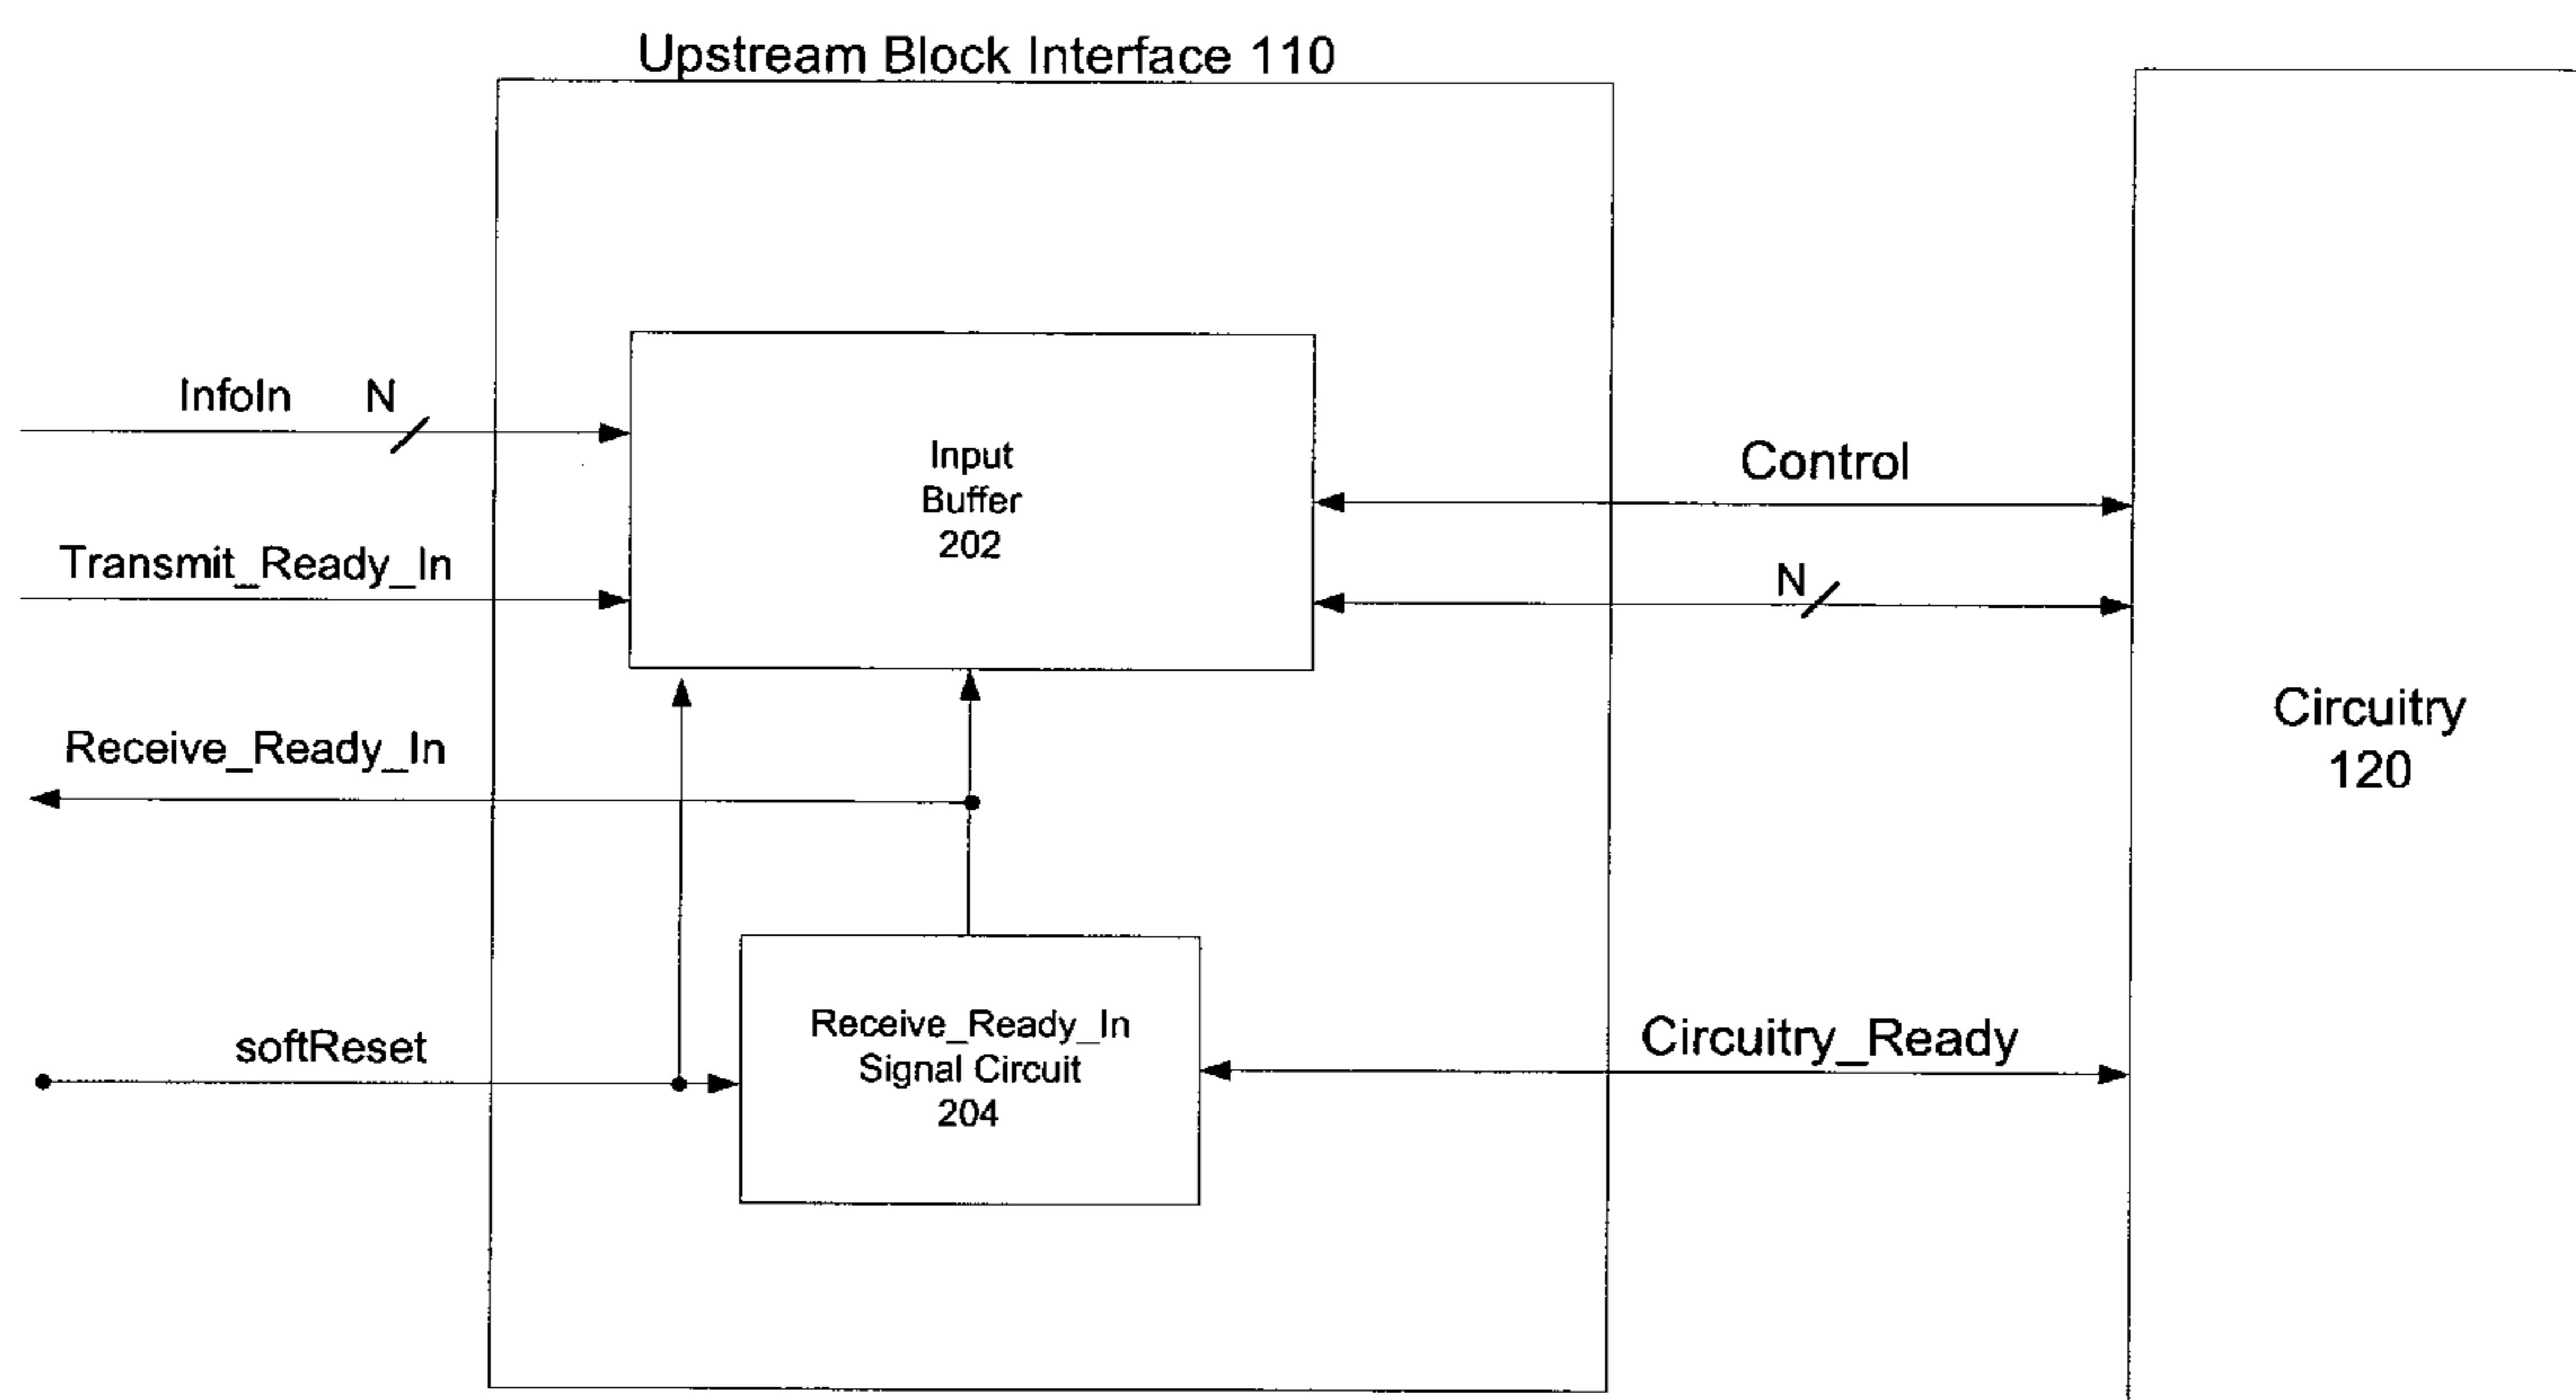 Upstream Block Interface 110
InfoIn N
Input
Buffer
202
Control
Transmit_Ready_In
N
Circuitry
120
Receive_Ready_In
softReset
Receive_Ready_In
Signal Circuit
204
Circuitry_Ready